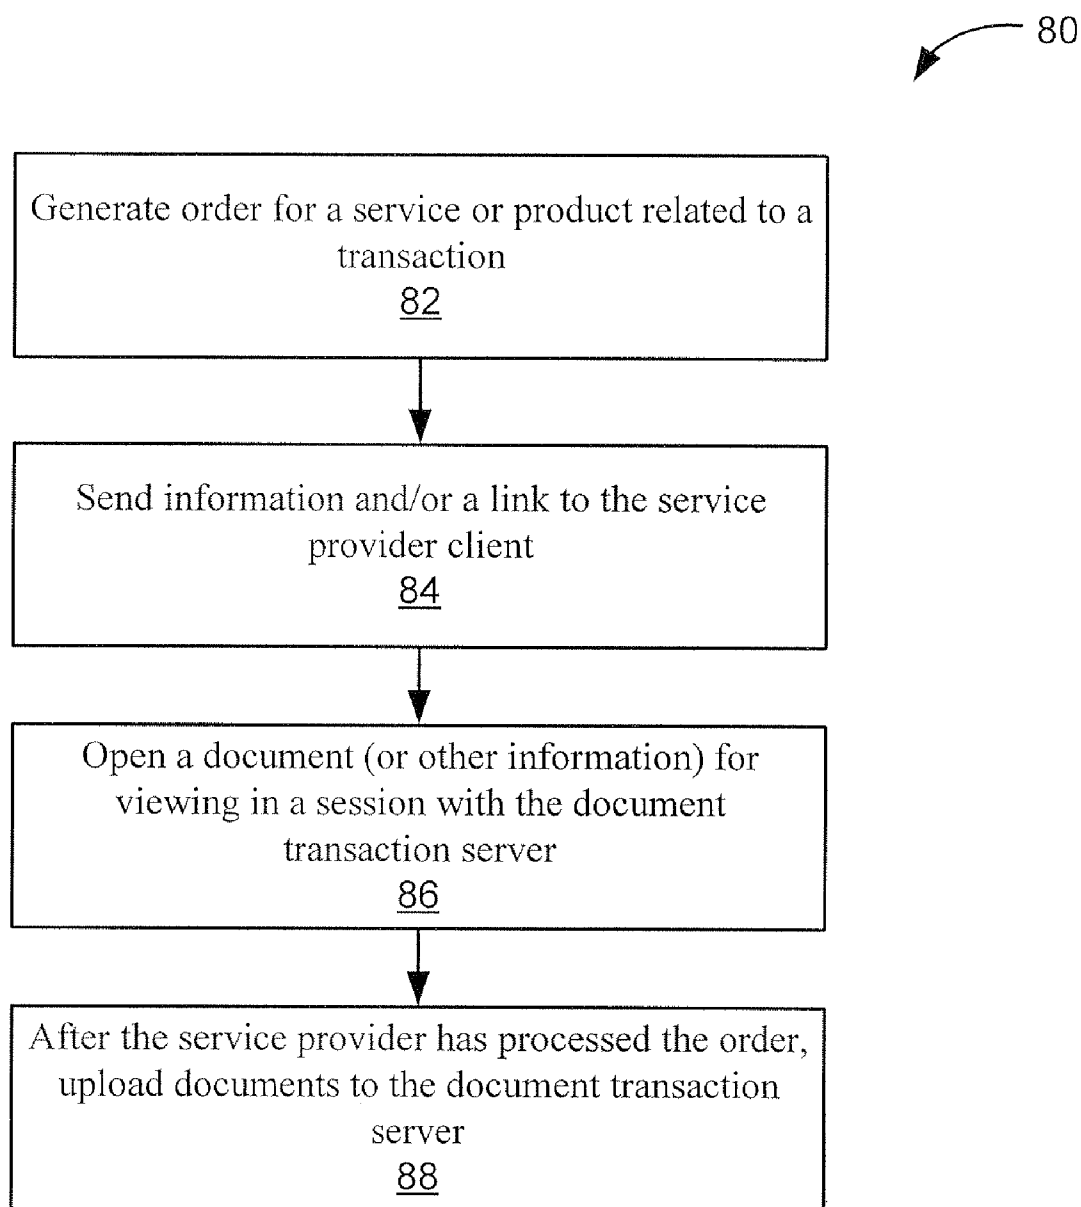 80
Generate order for a service or product related to a
transaction
82
Send information and/or a link to the service
provider client
84
Open a document (or other information) for
viewing in a session with the document
transaction server
86
After the service provider has processed the order,
upload documents to the document transaction
server
88